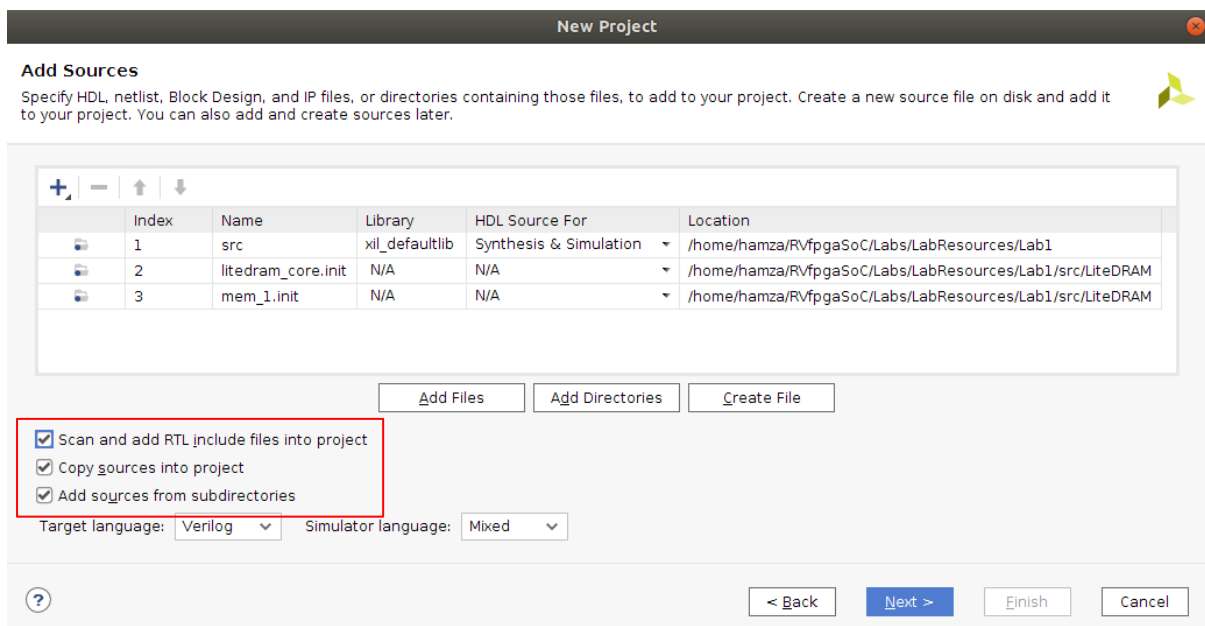 New Project
Add Sources
Specify HDL, netlist, Block Design, and IP files, or directories containing those files, to add to your project. Create a new source file on disk and add it
to your project. You can also add and create sources later.
Index Name Library HDL Source For Location
1 src xil_defaultlib Synthesis & Simulation /home/hamza/RVfpgaSoC/Labs/LabResources/Lab1
2 litedram_core.init N/A N/A /home/hamza/RVfpgaSoC/Labs/LabResources/Lab1/src/LiteDRAM
3 mem_1.init N/A N/A /home/hamza/RVfpgaSoC/Labs/LabResources/Lab1/src/LiteDRAM
Add Files Add Directories Create File
Scan and add RTL include files into project
Copy sources into project
Add sources from subdirectories
Target language: Verilog Simulator language: Mixed
? < Back Next > Finish Cancel